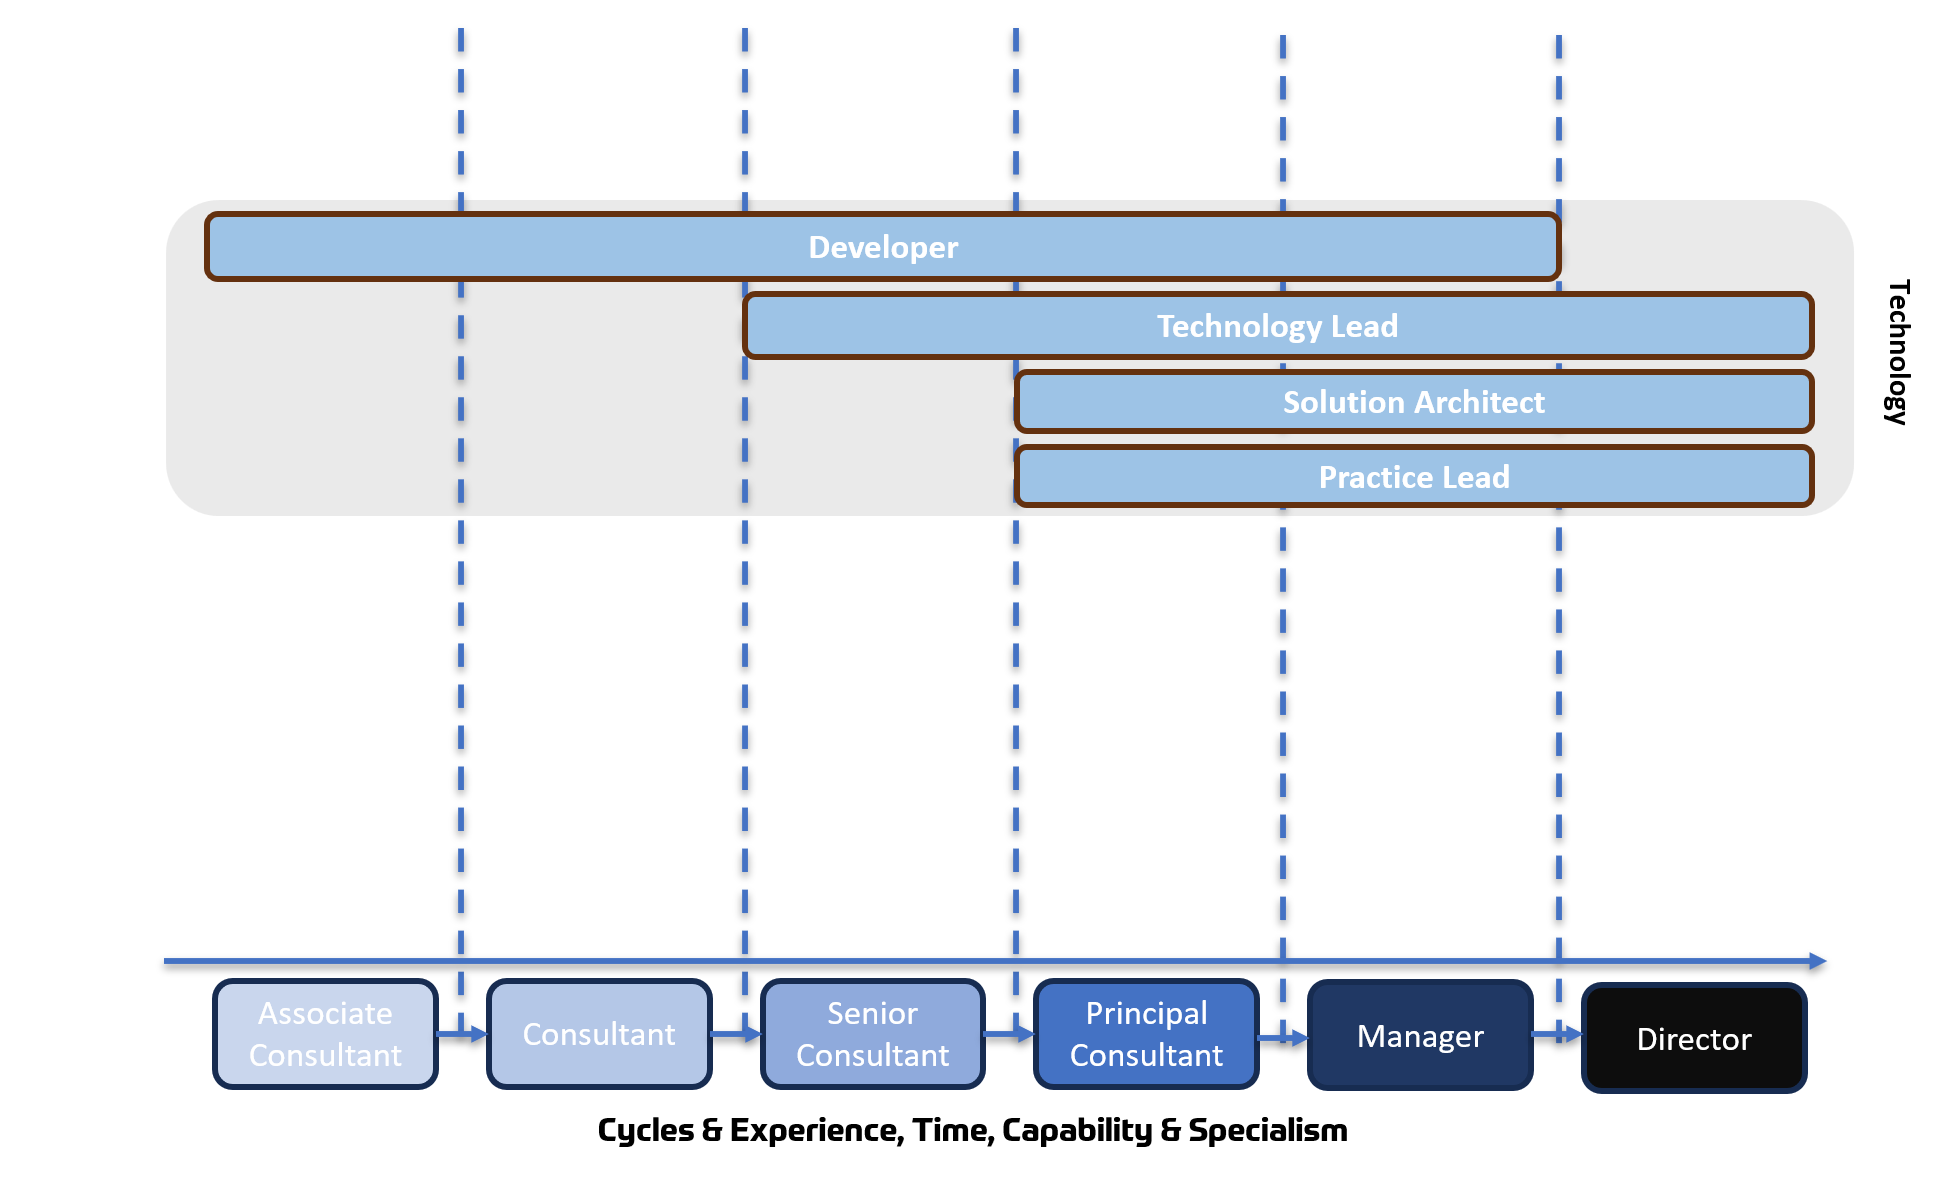 Developer
Technology Lead
Solution Architect
Practice Lead
Technology
Associate
Consultant
Consultant
Senior
Consultant
Principal
Consultant
Manager
Director
Cycles & Experience, Time, Capability & Specialism